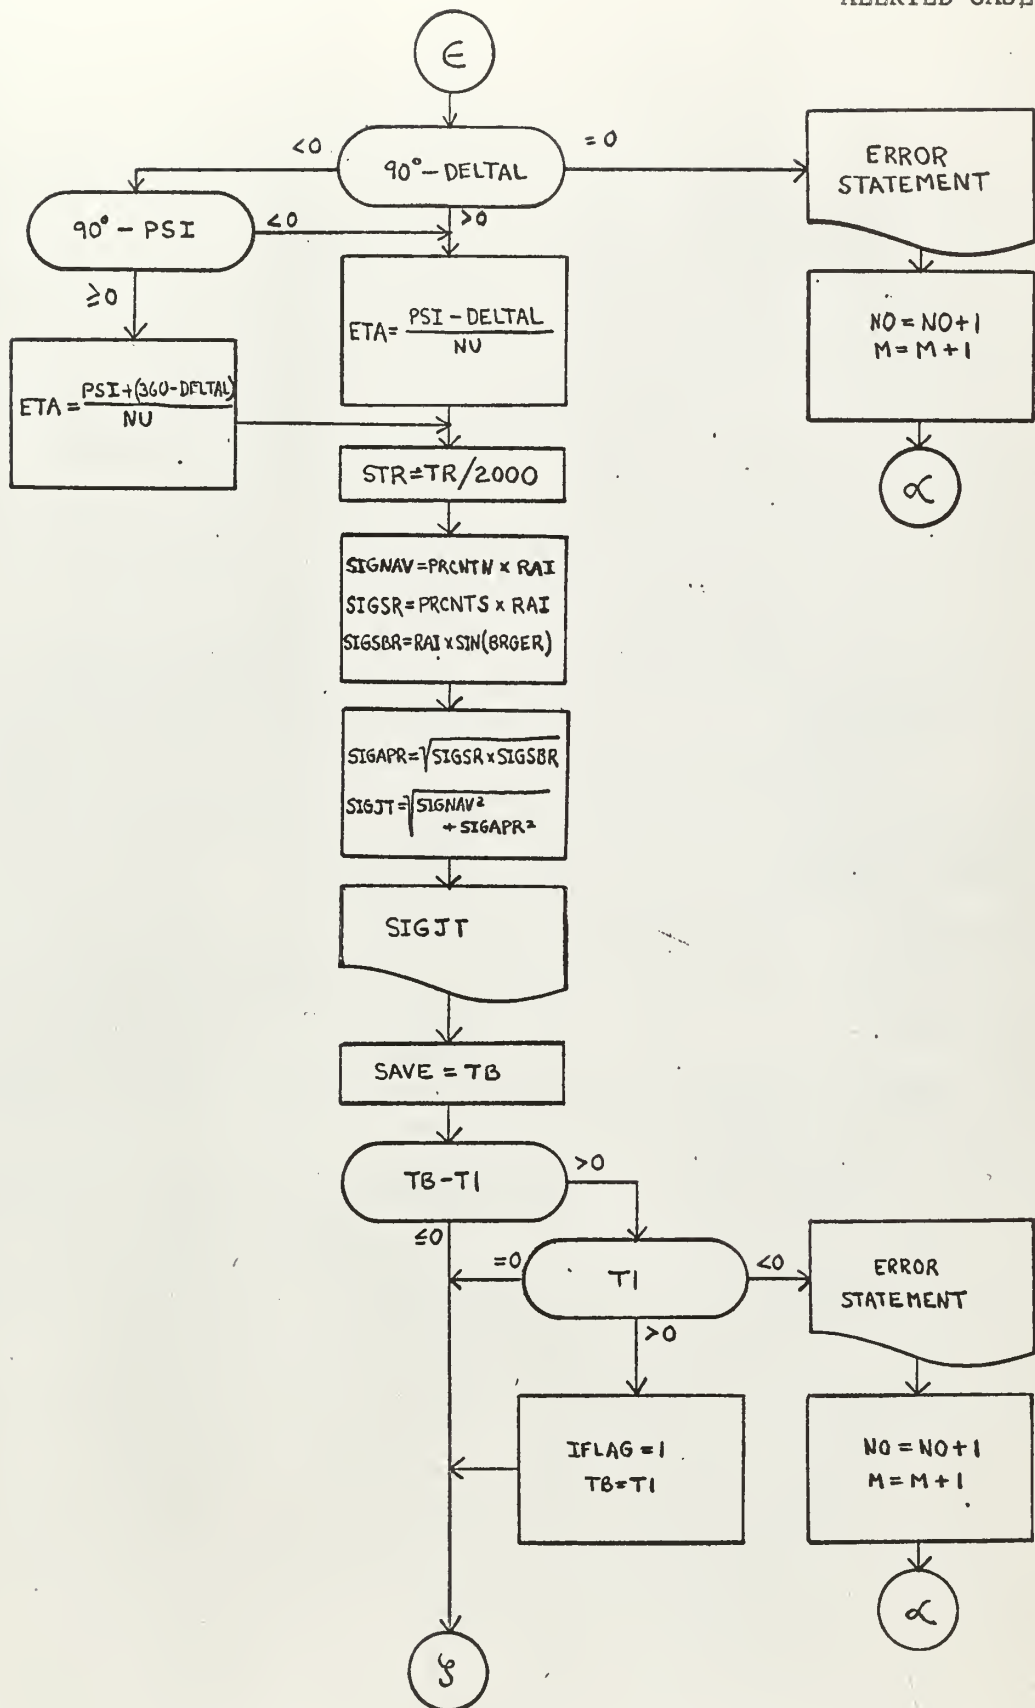 ALERTED CASE
∈
90°-DELTAL
<0
=0
>0
ERROR
STATEMENT
90°-PSI
<0
≥0
ETA=PSI-DELTAL/NU
NO=NO+1
M=M+1
ETA=PSI+(360-DELTAL)/NU
∝
STR=TR/2000
SIGNAV=PRCNTN × RAI
SIGSR=PRCNTS × RAI
SIGSBR=RAI×SIN(BRGER)
SIGAPR=√SIGSR×SIGSBR
SIGJT=√SIGNAV²
+SIGAPR²
SIGJT
SAVE = TB
TB-TI
>0
≤0
=0
TI
<0
>0
ERROR
STATEMENT
IFLAG=1
TB=TI
NO=NO+1
M=M+1
∝